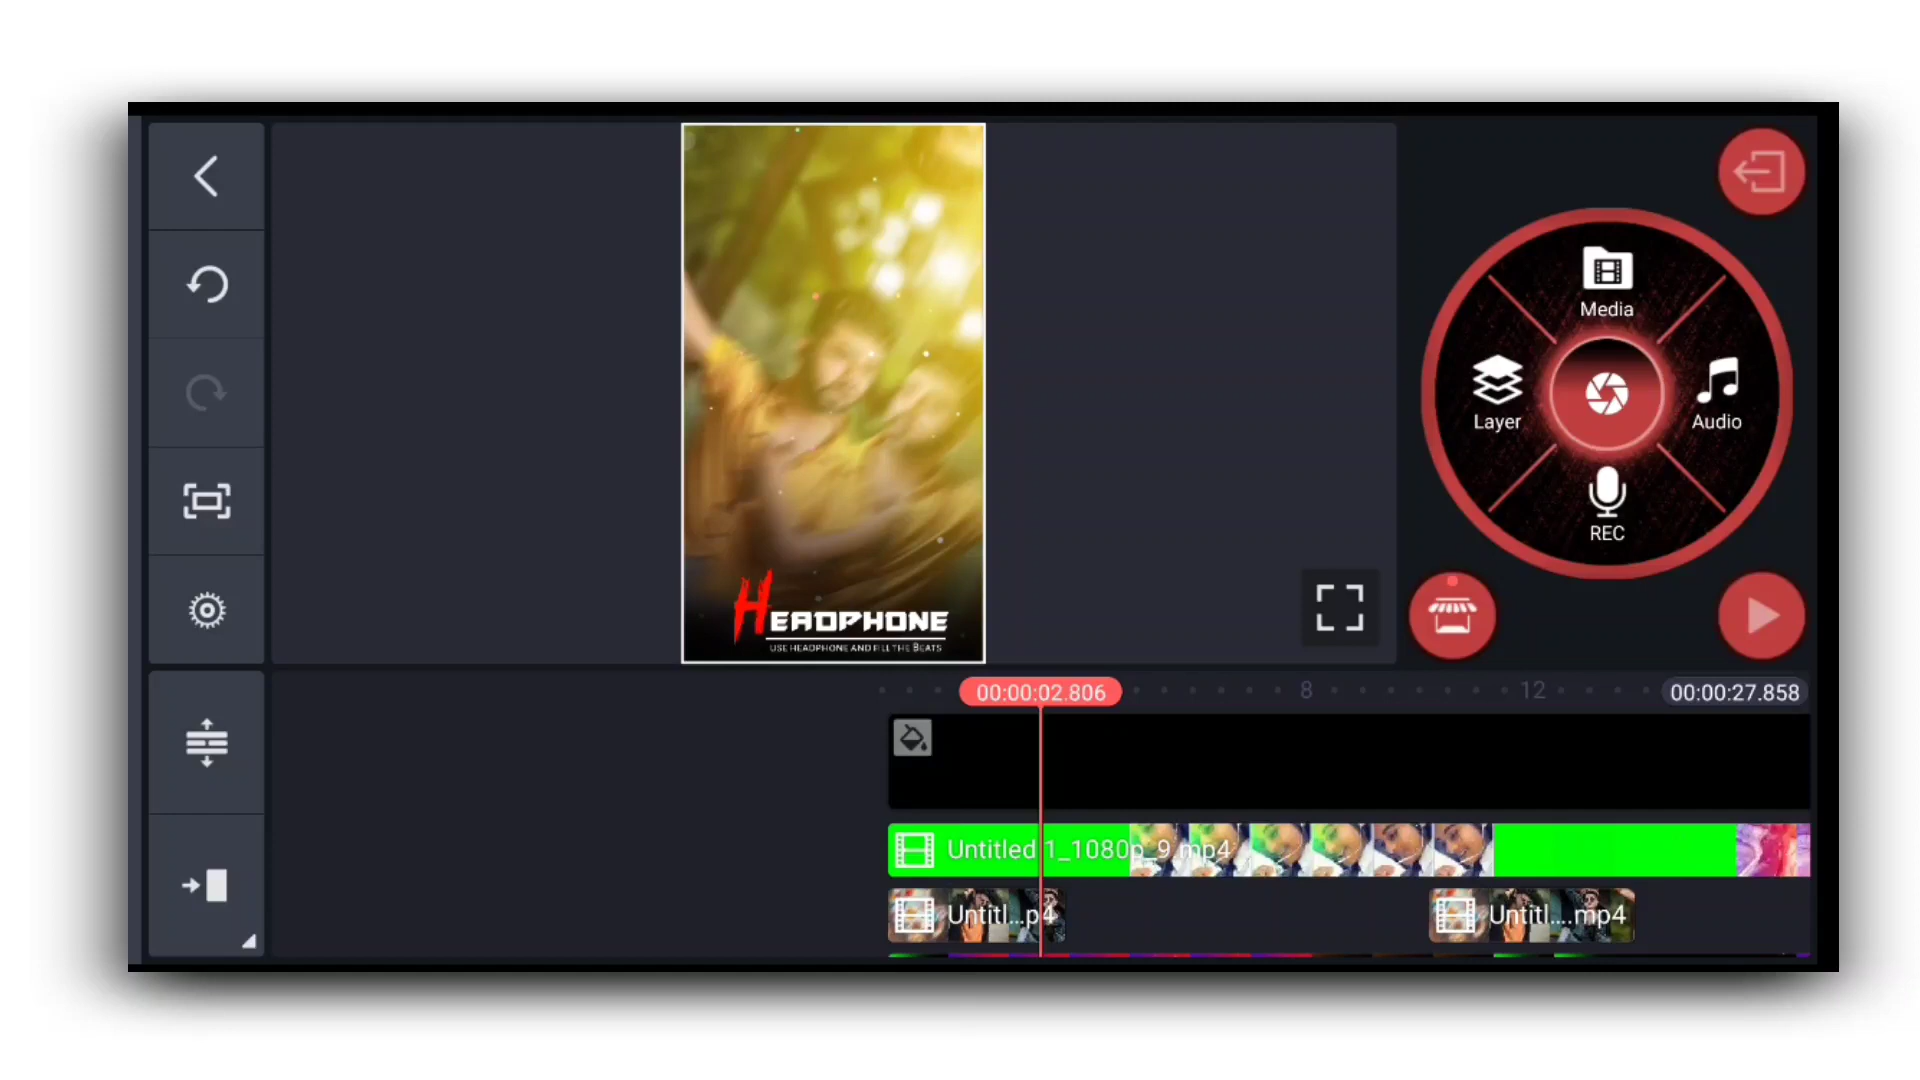 Media
Layer
Audio
REC
HEADPHONE
USE HEADPHONE AND FILL THE BEATS
00:00:02.806
8
12
00:00:27.858
Untitled 1_1080p_9.mp4
Untitl...p4
Untitl....mp4